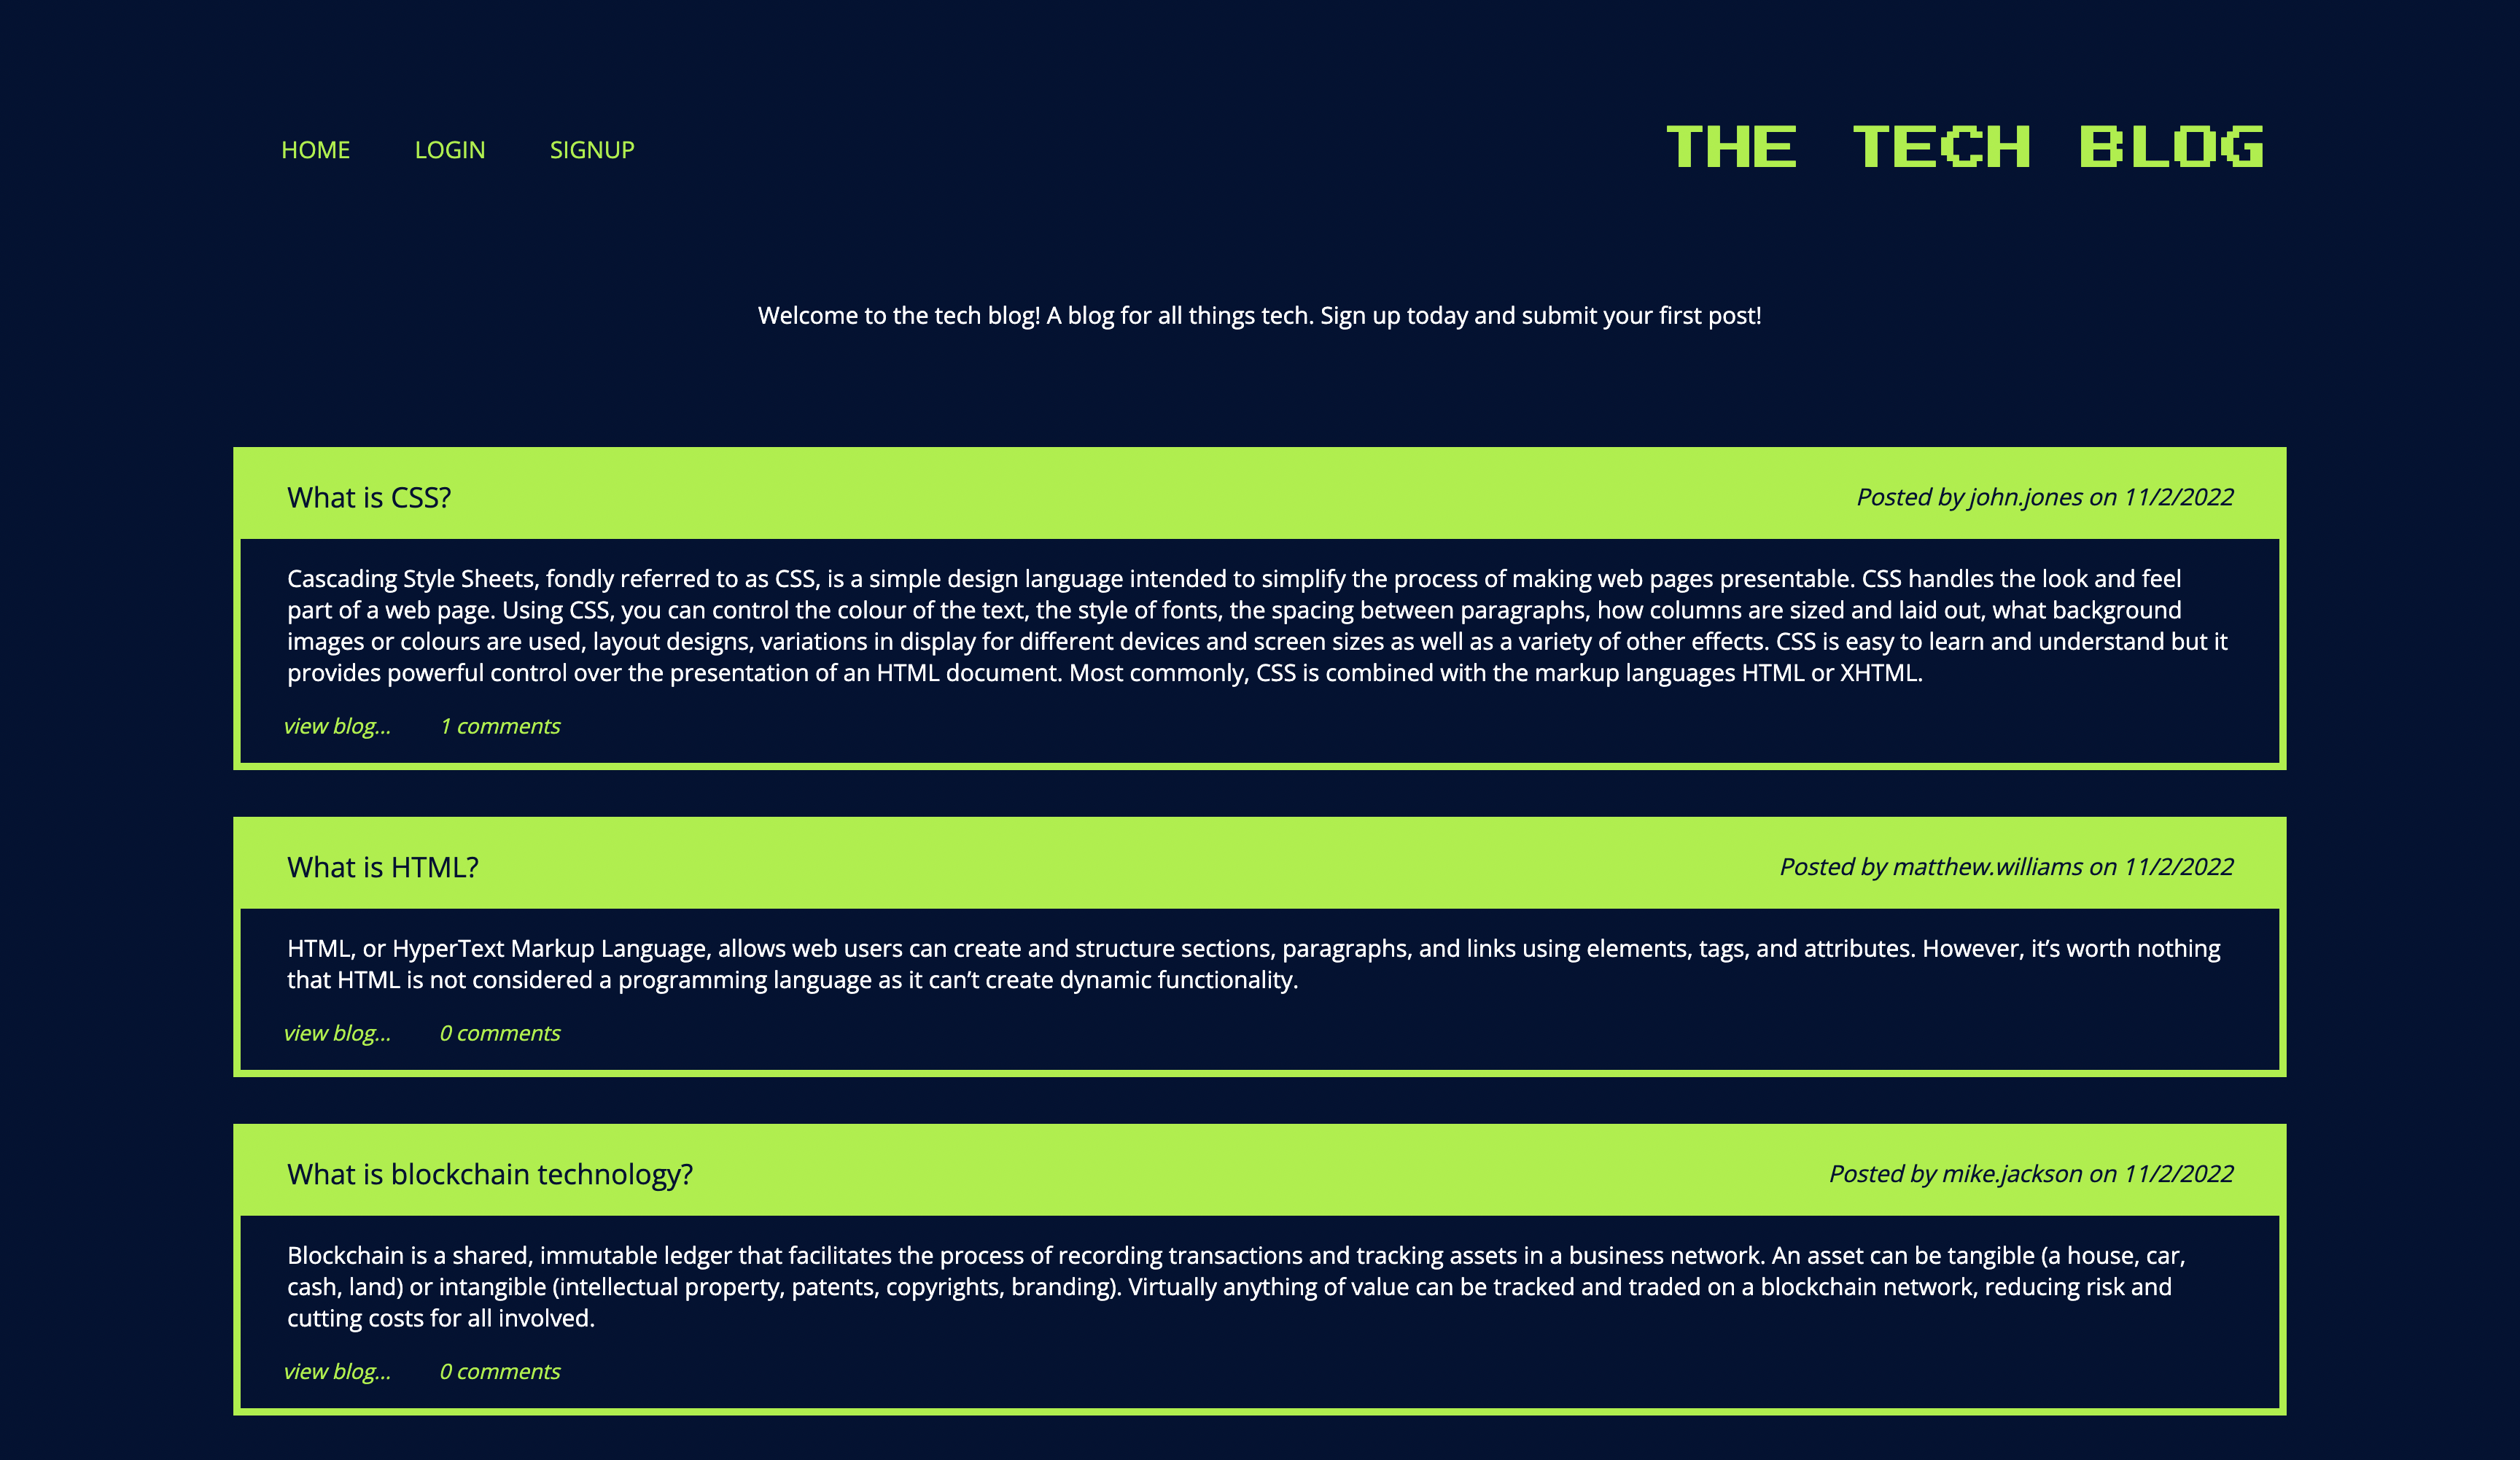 HOME LOGIN SIGNUP THE TECH BLOG
Welcome to the tech blog! A blog for all things tech. Sign up today and submit your first post!
What is CSS? Posted by john.jones on 11/2/2022
Cascading Style Sheets, fondly referred to as CSS, is a simple design language intended to simplify the process of making web pages presentable. CSS handles the look and feel
part of a web page. Using CSS, you can control the colour of the text, the style of fonts, the spacing between paragraphs, how columns are sized and laid out, what background
images or colours are used, layout designs, variations in display for different devices and screen sizes as well as a variety of other effects. CSS is easy to learn and understand but it
provides powerful control over the presentation of an HTML document. Most commonly, CSS is combined with the markup languages HTML or XHTML.
view blog... 1 comments
What is HTML? Posted by matthew.williams on 11/2/2022
HTML, or HyperText Markup Language, allows web users can create and structure sections, paragraphs, and links using elements, tags, and attributes. However, it’s worth nothing
that HTML is not considered a programming language as it can’t create dynamic functionality.
view blog... 0 comments
What is blockchain technology? Posted by mike.jackson on 11/2/2022
Blockchain is a shared, immutable ledger that facilitates the process of recording transactions and tracking assets in a business network. An asset can be tangible (a house, car,
cash, land) or intangible (intellectual property, patents, copyrights, branding). Virtually anything of value can be tracked and traded on a blockchain network, reducing risk and
cutting costs for all involved.
view blog... 0 comments